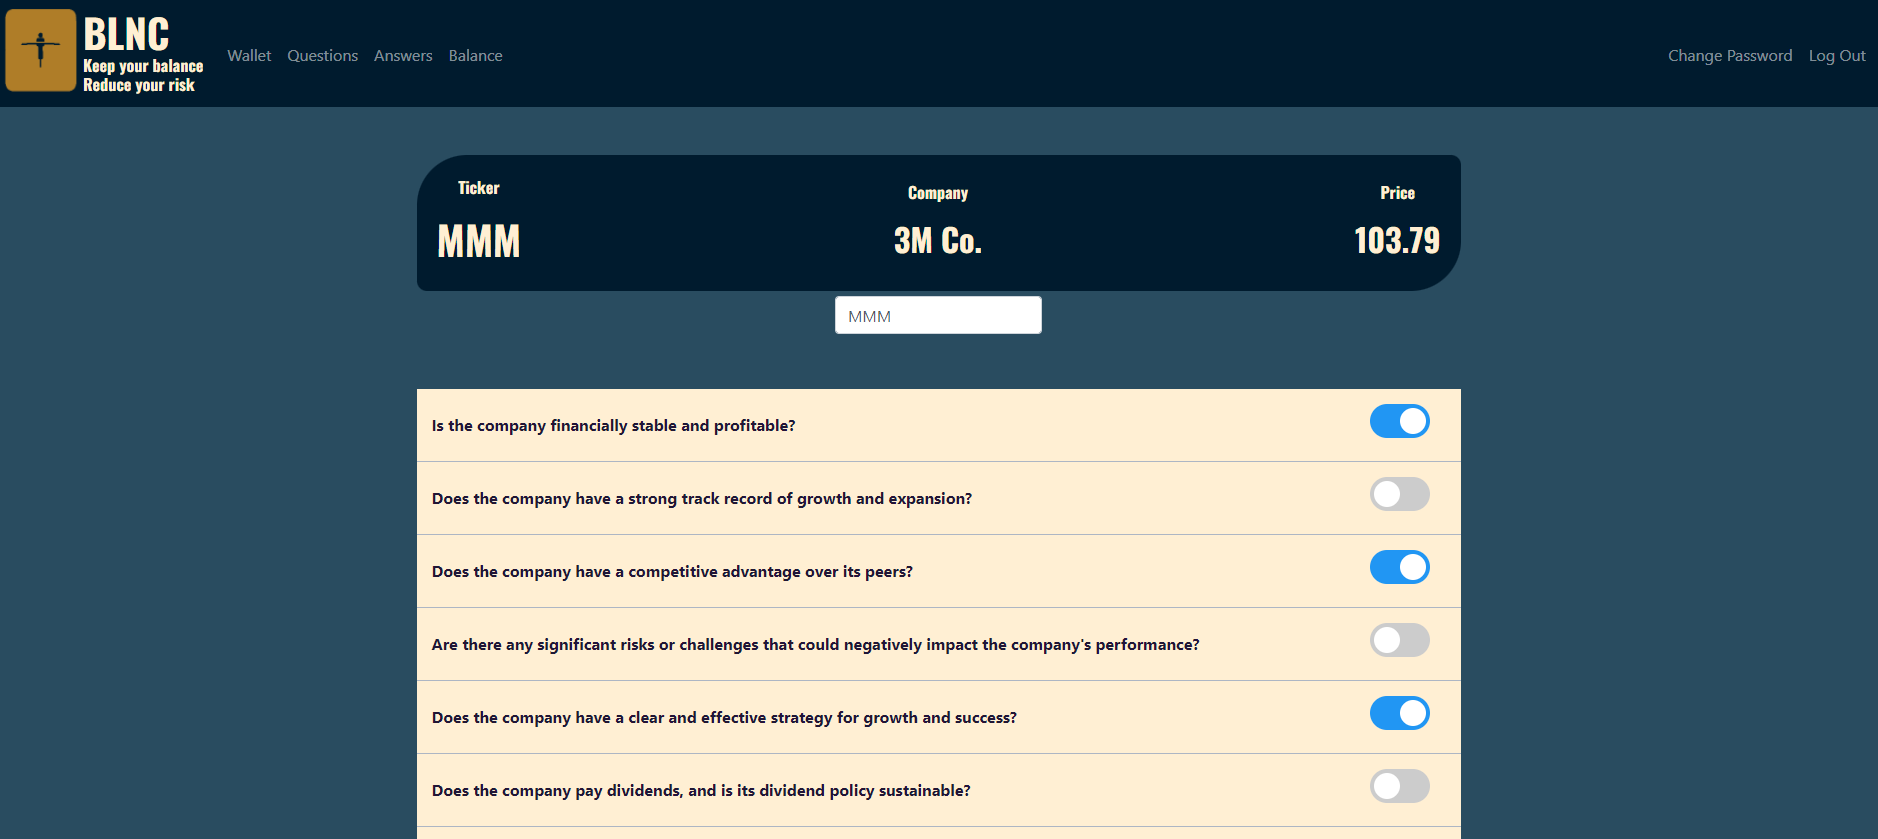 BLNC
Keep your balance
Reduce your risk
Wallet Questions Answers Balance
Change Password Log Out
Ticker Company Price
MMM 3M Co. 103.79
MMM
Is the company financially stable and profitable?
Does the company have a strong track record of growth and expansion?
Does the company have a competitive advantage over its peers?
Are there any significant risks or challenges that could negatively impact the company's performance?
Does the company have a clear and effective strategy for growth and success?
Does the company pay dividends, and is its dividend policy sustainable?